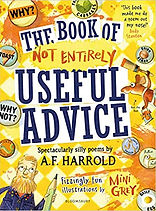 WHY?
"This book
made me do
a poem out
my nose!"
THE BOOK OF
NOT ENTIRELY
TOAST
USEFUL
ADVICE
WHY
NOT?
Spectacularly silly poems by
A.F. HARROLD
Fizzingly fun
illustrations by
MINI
GREY
BLOOMSBURY